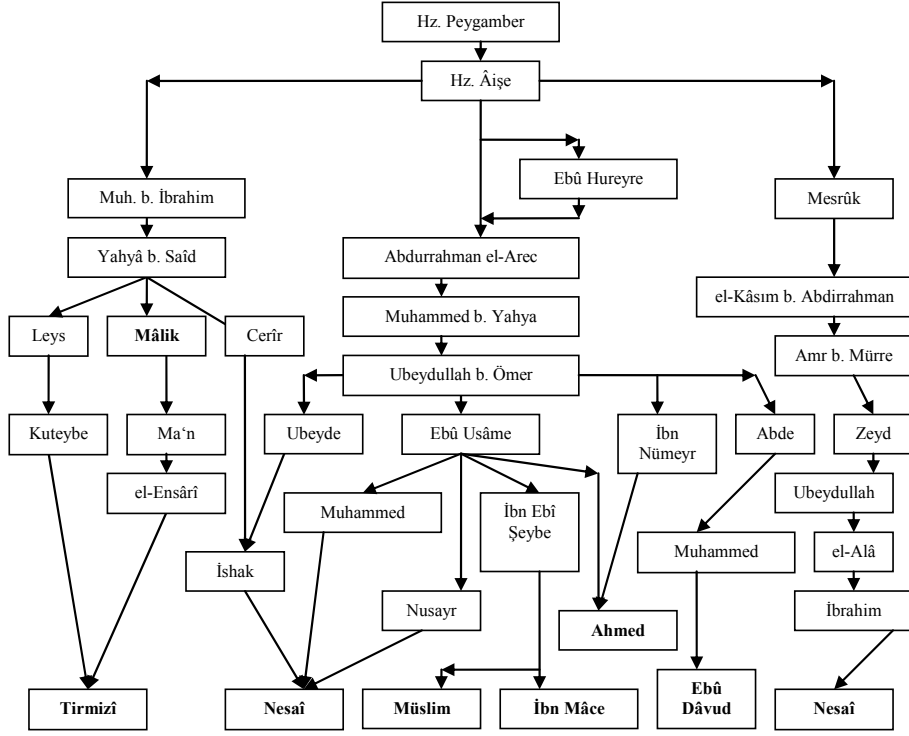 Hz. Peygamber
Hz. Âişe
Ebû Hureyre
Muh. b. İbrahim
Mesrûk
Yahyâ b. Saîd
Abdurrahman el-Arec
el-Kâsım b. Abdirrahman
Muhammed b. Yahya
Leys
Mâlik
Cerîr
Amr b. Mürre
Ubeydullah b. Ömer
Kuteybe
Ma‘n
Ubeyde
Ebû Usâme
İbn
Nümeyr
Abde
Zeyd
el-Ensârî
Ubeydullah
Muhammed
İbn Ebî
Şeybe
Muhammed
el-Alâ
İshak
Nusayr
Ahmed
İbrahim
Tirmizî
Nesaî
Müslim
İbn Mâce
Ebû
Dâvud
Nesaî